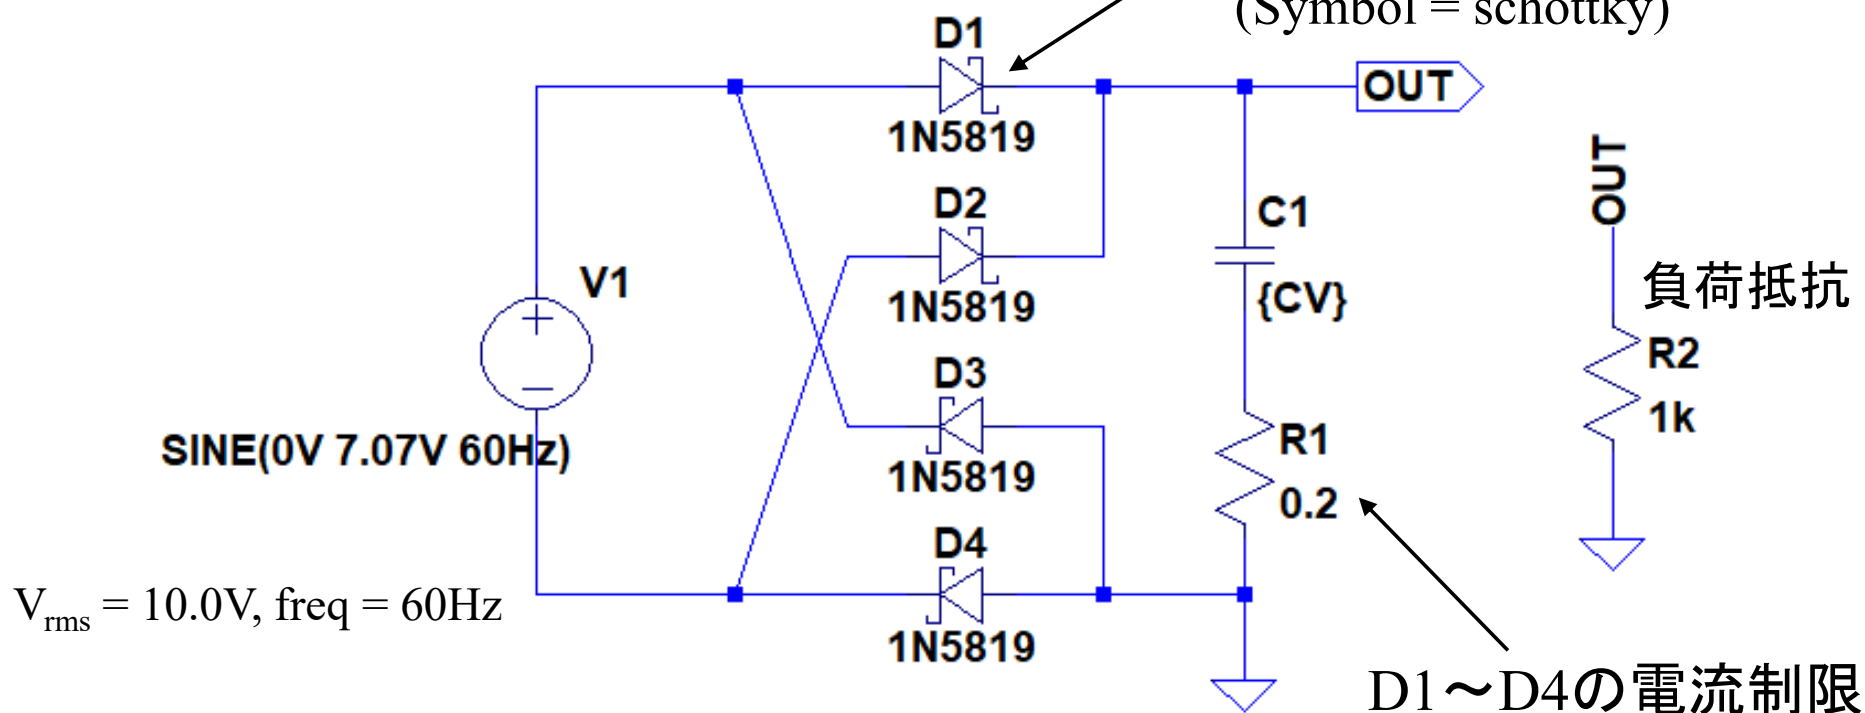 (Symbol = schottky)
D1
1N5819
OUT
D2
1N5819
C1
{CV}
OUT
V1
負荷抵抗
R2
1k
D3
1N5819
R1
0.2
SINE(0V 7.07V 60Hz)
D4
1N5819
Vrms = 10.0V, freq = 60Hz
D1～D4の電流制限